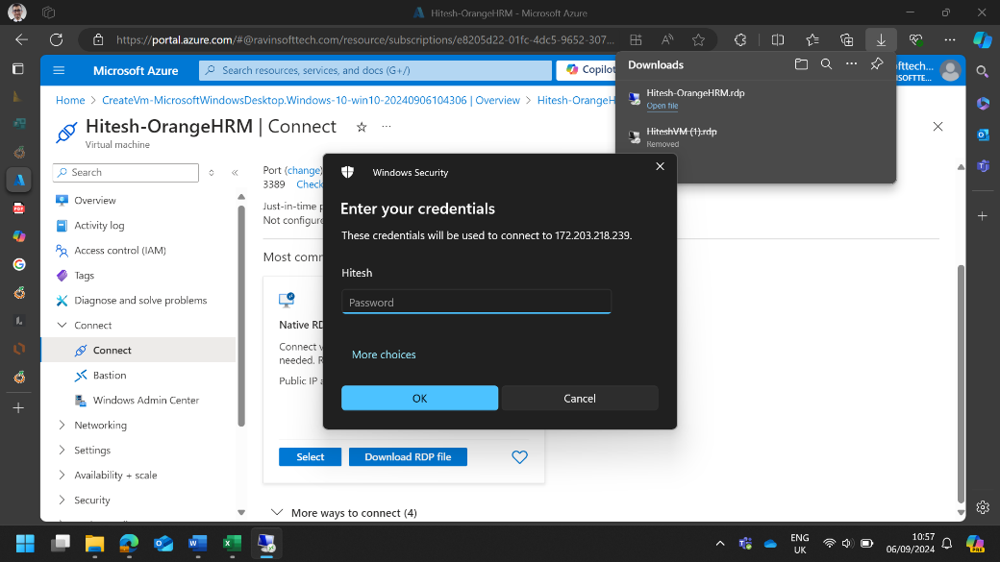 Hitesh-OrangeHRM - Microsoft Azure
https://portal.azure.com/#@ravinsofttech.com/resource/subscriptions/e8205d22-01fc-4dc5-9652-307...
Microsoft Azure
Search resources, services, and docs (G+/)
Copilot
Downloads
Hitesh-OrangeHRM.rdp
Open file
HiteshVM (1).rdp
Removed
Home > CreateVm-MicrosoftWindowsDesktop.Windows-10-win10-20240906104306 | Overview > Hitesh-OrangeH
Hitesh-OrangeHRM | Connect
Virtual machine
Search
Overview
Activity log
Access control (IAM)
Tags
Diagnose and solve problems
Connect
Connect
Bastion
Windows Admin Center
Networking
Settings
Availability + scale
Security
Port (change)
3389 Check
Just-in-time p
Not configure
Most comm
Native RD
Connect v
needed. R
Public IP a
Select
Download RDP file
More ways to connect (4)
Windows Security
Enter your credentials
These credentials will be used to connect to 172.203.218.239.
Hitesh
Password
More choices
OK
Cancel
ENG
UK
10:57
06/09/2024